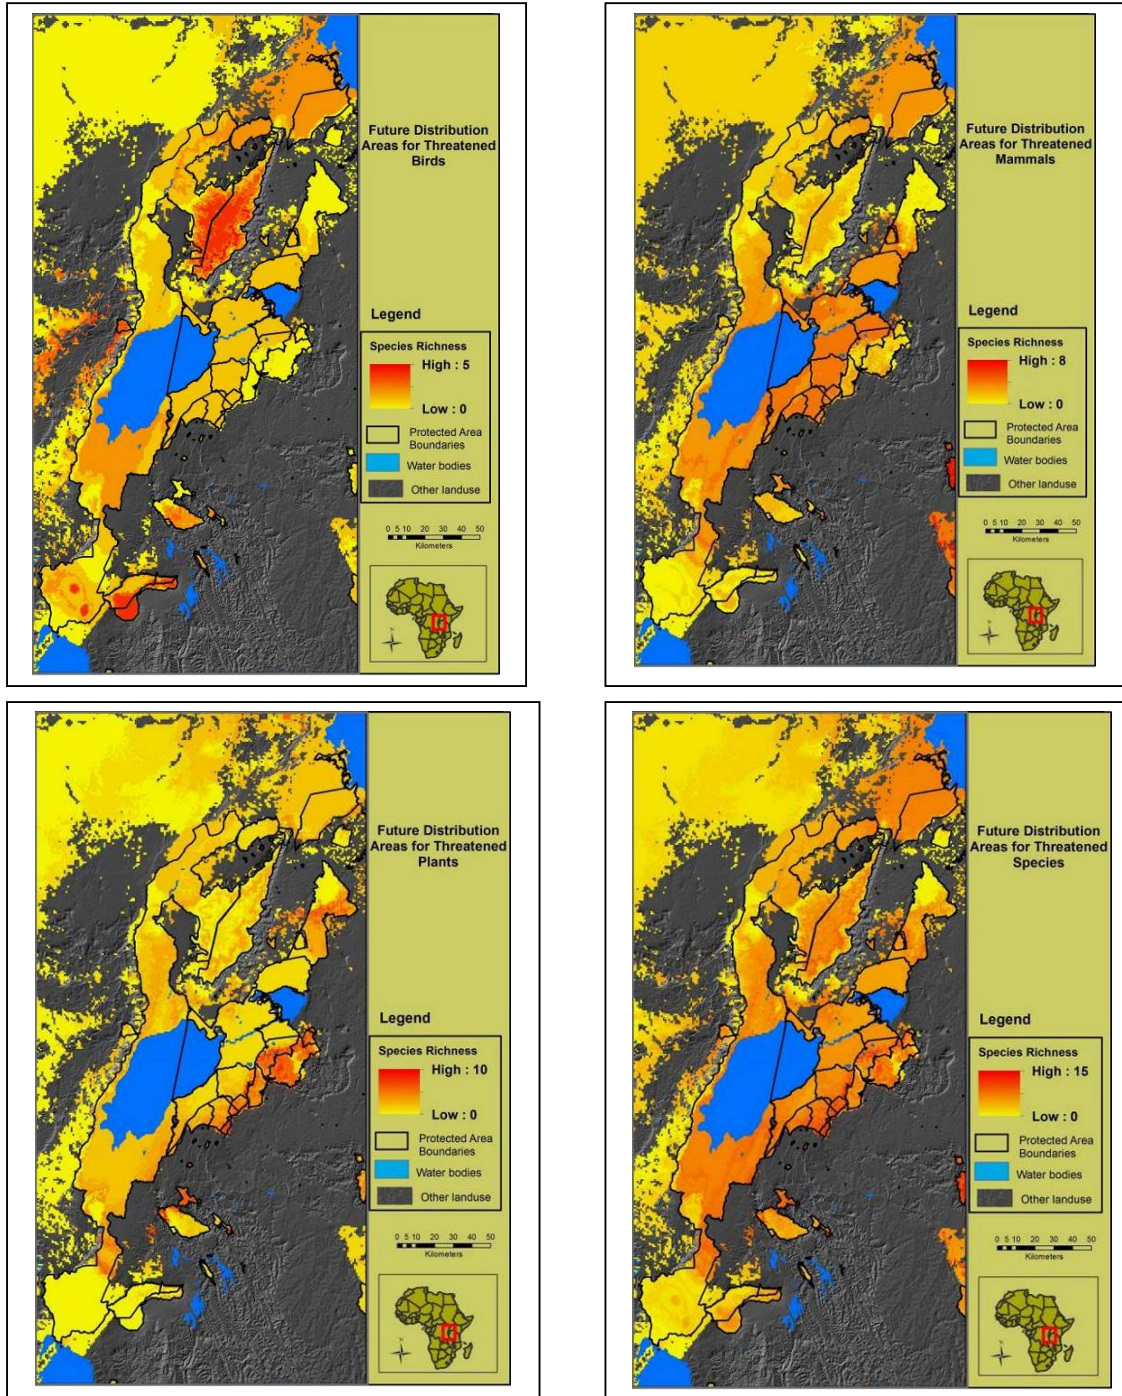 Future Distribution
Areas for Threatened
Birds
Legend
Species Richness
High : 5
Low : 0
Protected Area
Boundaries
Water bodies
Other landuse
0 5 10 20 30 40 50
Kilometers
N
Future Distribution
Areas for Threatened
Mammals
Legend
Species Richness
High : 8
Low : 0
Protected Area
Boundaries
Water bodies
Other landuse
0 5 10 20 30 40 50
Kilometers
N
Future Distribution
Areas for Threatened
Plants
Legend
Species Richness
High : 10
Low : 0
Protected Area
Boundaries
Water bodies
Other landuse
0 5 10 20 30 40 50
Kilometers
N
Future Distribution
Areas for Threatened
Species
Legend
Species Richness
High : 15
Low : 0
Protected Area
Boundaries
Water bodies
Other landuse
0 5 10 20 30 40 50
Kilometers
N